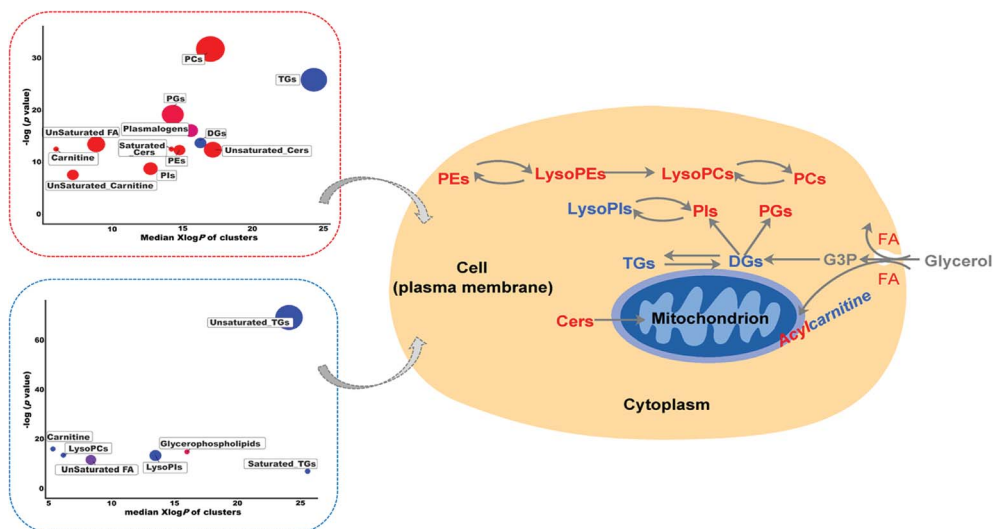 30
20
10
0
-log (p value)
PCs
TGs
PGs
Plasmalogens
UnSaturated FA
DGs
Saturated_
Cers
Unsaturated_Cers
Carnitine
PEs
PIs
UnSaturated_Carnitine
10
15
20
25
Median XlogP of clusters
60
40
20
0
-log (p value)
Unsaturated_TGs
Carnitine
LysoPCs
Glycerophospholipids
UnSaturated FA
LysoPIs
Saturated_TGs
5
10
15
20
25
median XlogP of clusters
PEs
LysoPEs
LysoPCs
PCs
LysoPIs
PIs
PGs
FA
Cell
(plasma membrane)
TGs
DGs
G3P
Glycerol
FA
Cers
Mitochondrion
Acylcarnitine
Cytoplasm